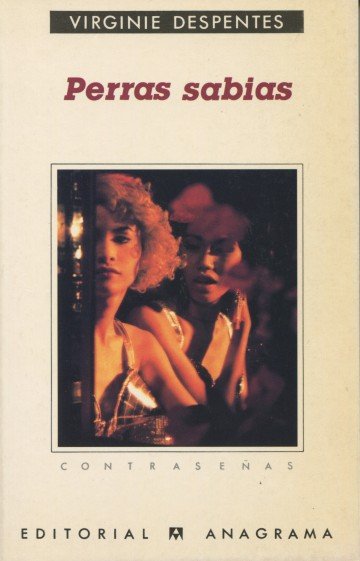 VIRGINIE DESPENTES
Perras sabias
CONTRASEÑAS
EDITORIAL ANAGRAMA